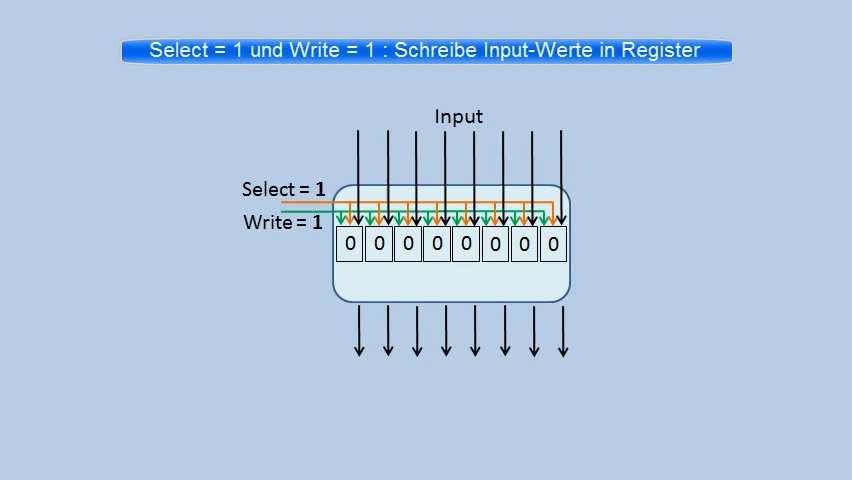 Select = 1 und Write = 1 : Schreibe Input-Werte in Register
Input
Select = 1
Write = 1
0 0 0 0 0 0 0 0